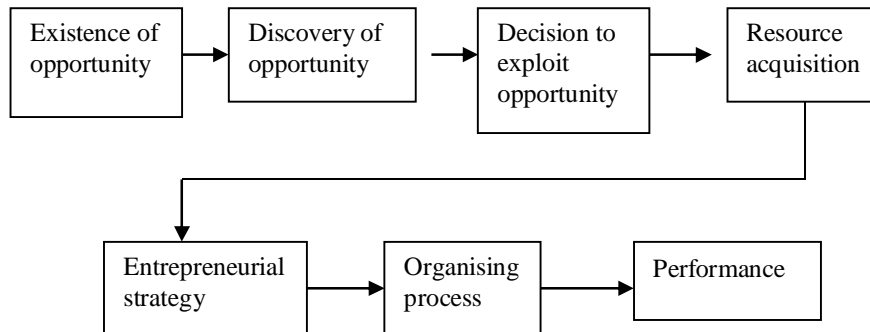 Existence of
opportunity
Discovery of
opportunity
Decision to
exploit
opportunity
Resource
acquisition
Entrepreneurial
strategy
Organising
process
Performance